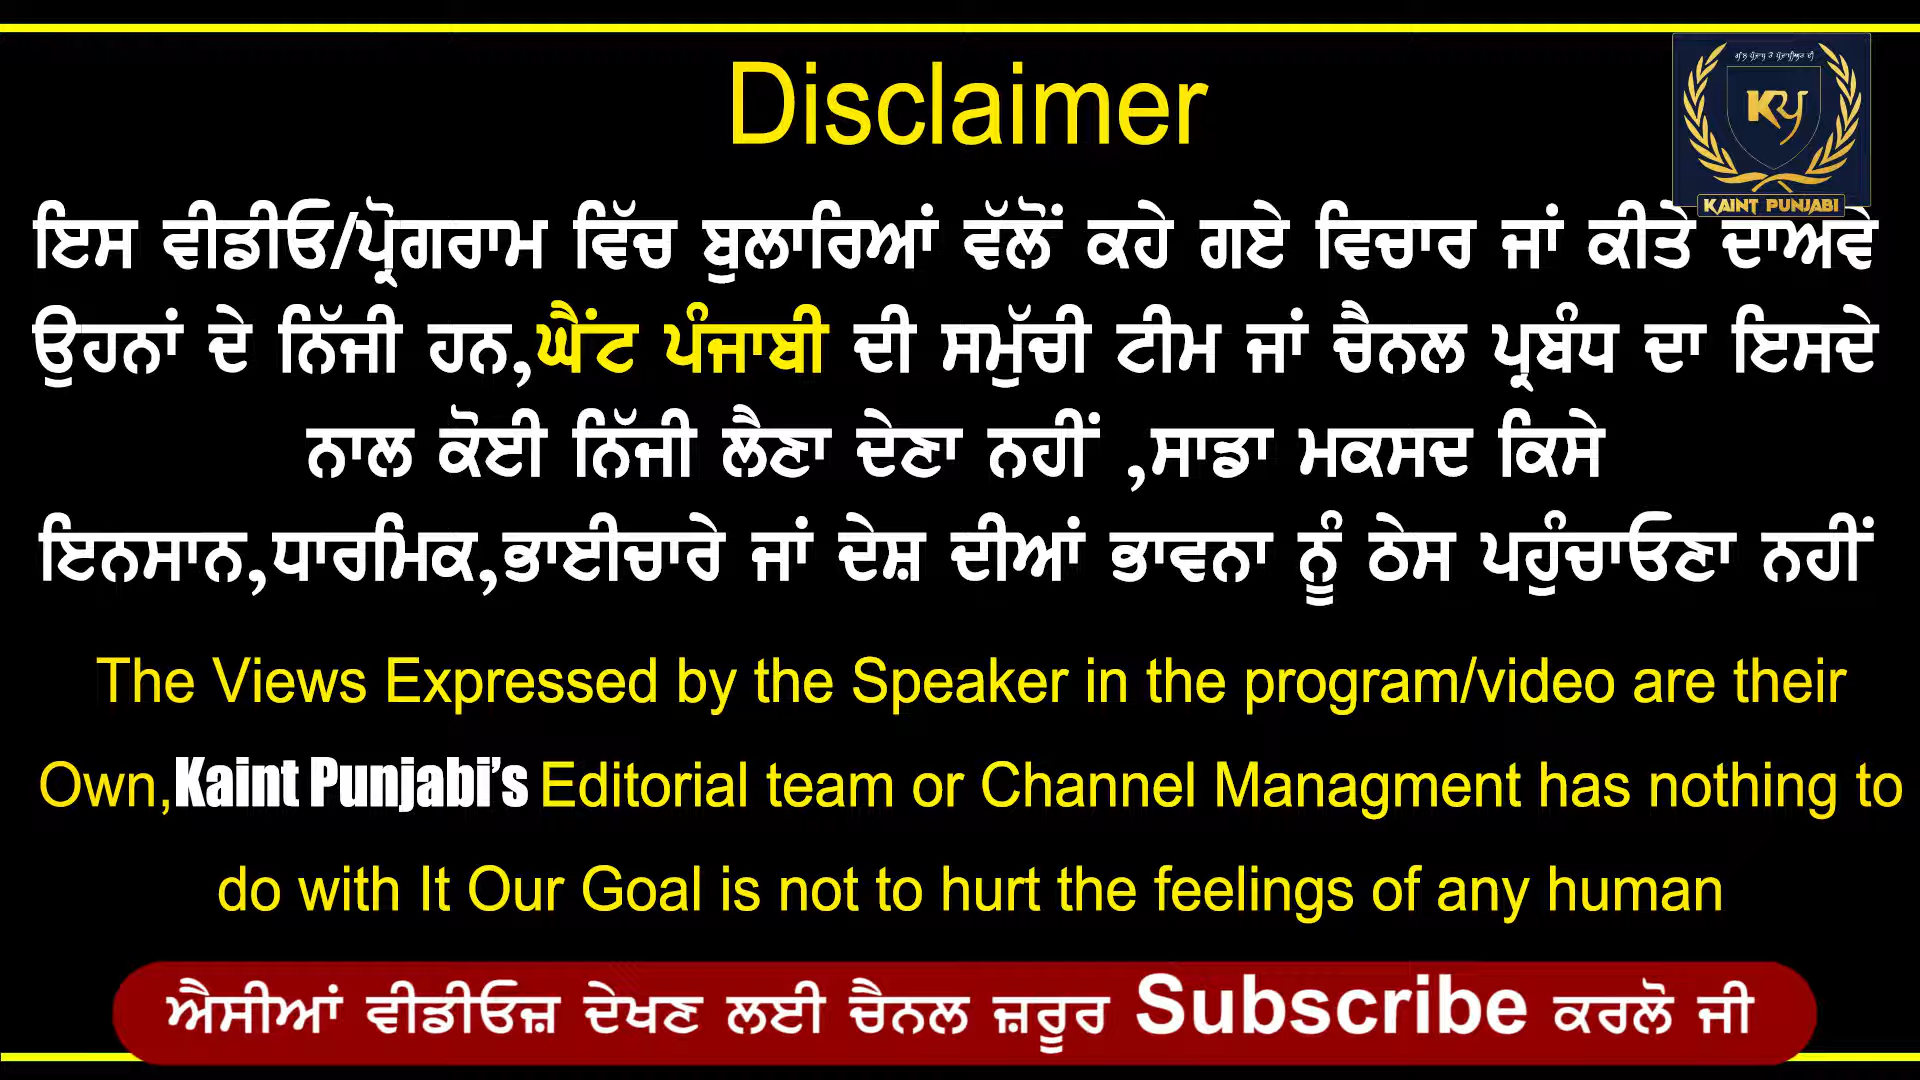 Disclaimer
KAINT PUNJABI
ਇਸ ਵੀਡੀਓ/ਪ੍ਰੋਗਰਾਮ ਵਿੱਚ ਬੁਲਾਰਿਆਂ ਵੱਲੋਂ ਕਹੇ ਗਏ ਵਿਚਾਰ ਜਾਂ ਕੀਤੇ ਦਾਅਵੇ
ਉਹਨਾਂ ਦੇ ਨਿੱਜੀ ਹਨ,ਘੈਂਟ ਪੰਜਾਬੀ ਦੀ ਸਮੁੱਚੀ ਟੀਮ ਜਾਂ ਚੈਨਲ ਪ੍ਰਬੰਧ ਦਾ ਇਸਦੇ
ਨਾਲ ਕੋਈ ਨਿੱਜੀ ਲੈਣਾ ਦੇਣਾ ਨਹੀਂ ,ਸਾਡਾ ਮਕਸਦ ਕਿਸੇ
ਇਨਸਾਨ,ਧਾਰਮਿਕ,ਭਾਈਚਾਰੇ ਜਾਂ ਦੇਸ਼ ਦੀਆਂ ਭਾਵਨਾ ਨੂੰ ਠੇਸ ਪਹੁੰਚਾਓਣਾ ਨਹੀਂ
The Views Expressed by the Speaker in the program/video are their
Own,Kaint Punjabi's Editorial team or Channel Managment has nothing to
do with It Our Goal is not to hurt the feelings of any human
ਐਸੀਆਂ ਵੀਡੀਓਜ਼ ਦੇਖਣ ਲਈ ਚੈਨਲ ਜ਼ਰੂਰ Subscribe ਕਰਲੋ ਜੀ